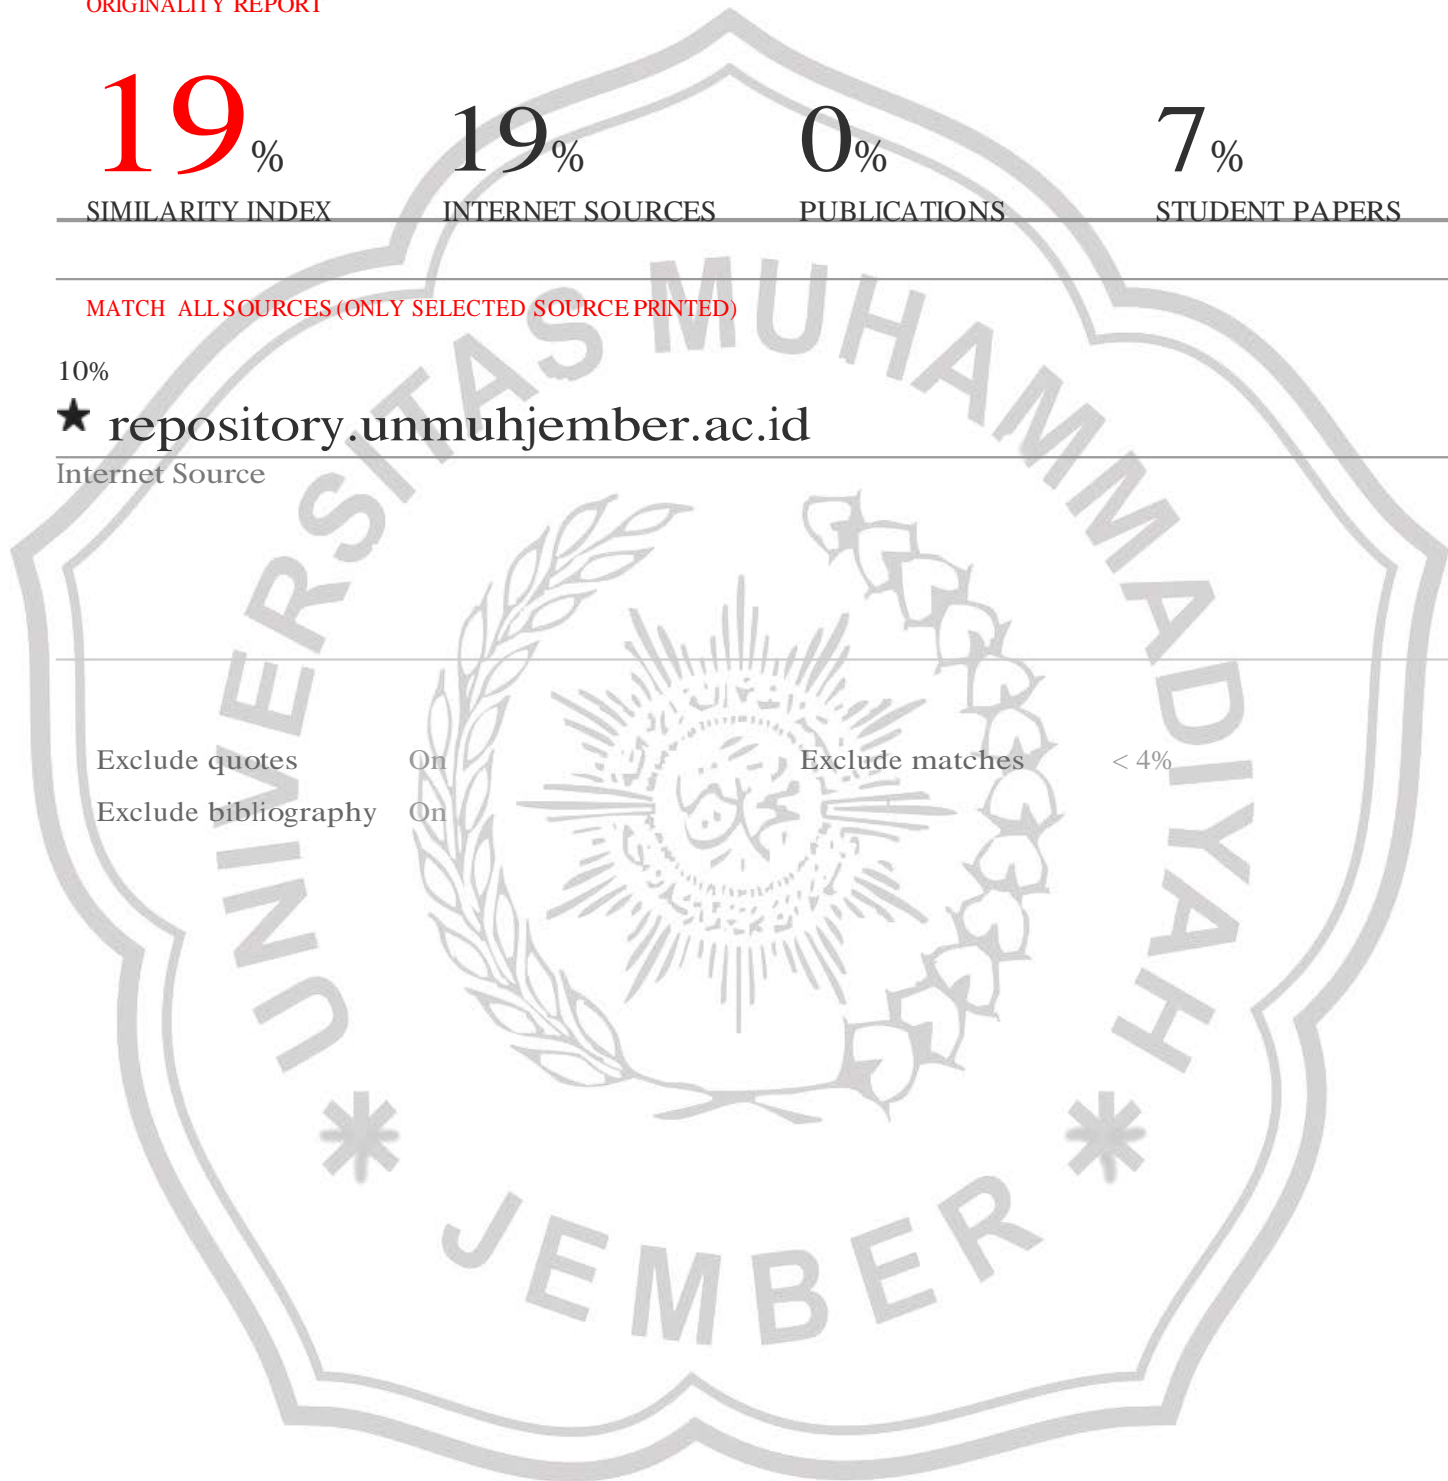 ORIGINALITY REPORT
19% 19% 0% 7%
SIMILARITY INDEX INTERNET SOURCES PUBLICATIONS STUDENT PAPERS
MATCH ALL SOURCES (ONLY SELECTED SOURCE PRINTED)
10%
★ repository.unmuhjember.ac.id
Internet Source
Exclude quotes On Exclude matches < 4%
Exclude bibliography On
UNIVERSITAS MUHAMMADIYAH
* JEMBER *